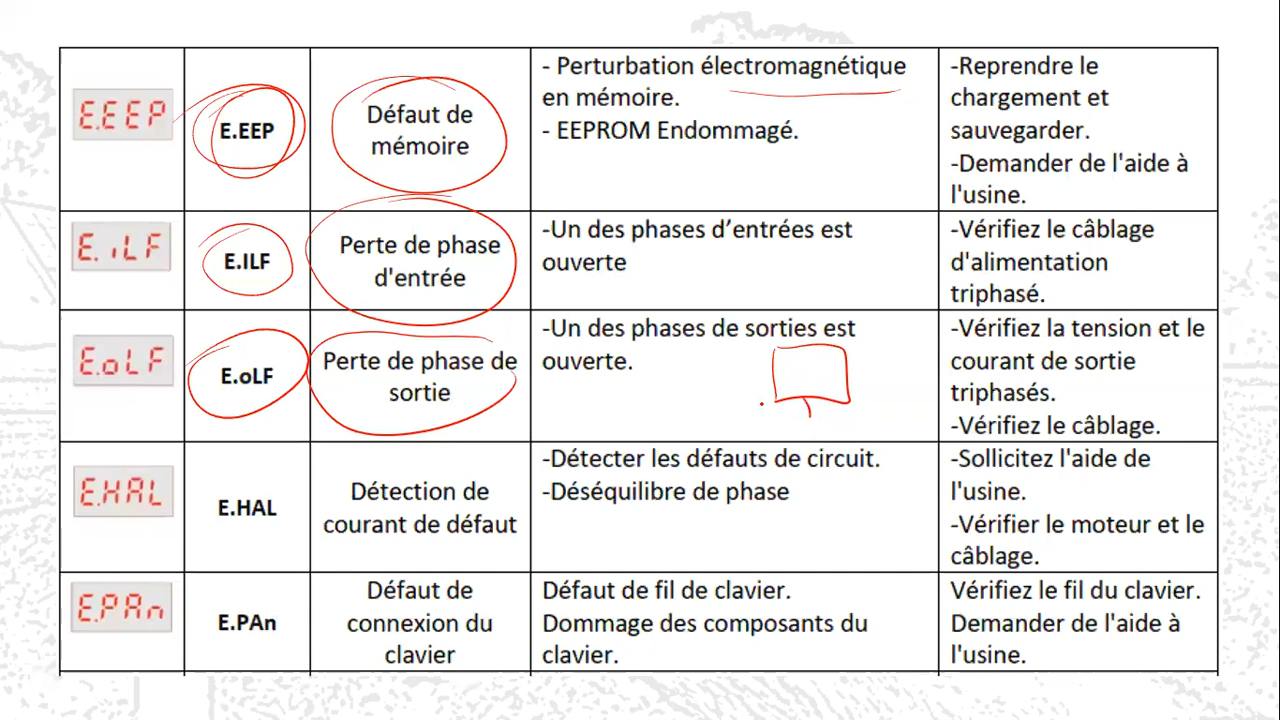 E.EEP
E.EEP
Défaut de
mémoire
- Perturbation électromagnétique
en mémoire.
- EEPROM Endommagé.
-Reprendre le
chargement et
sauvegarder.
-Demander de l'aide à
l'usine.
E.iLF
E.ILF
Perte de phase
d'entrée
-Un des phases d’entrées est
ouverte
-Vérifiez le câblage
d'alimentation
triphasé.
E.oLF
E.oLF
Perte de phase de
sortie
-Un des phases de sorties est
ouverte.
-Vérifiez la tension et le
courant de sortie
triphasés.
-Vérifiez le câblage.
E.HAL
E.HAL
Détection de
courant de défaut
-Détecter les défauts de circuit.
-Déséquilibre de phase
-Sollicitez l'aide de
l'usine.
-Vérifier le moteur et le
câblage.
E.PAn
E.PAn
Défaut de
connexion du
clavier
Défaut de fil de clavier.
Dommage des composants du
clavier.
Vérifiez le fil du clavier.
Demander de l'aide à
l'usine.